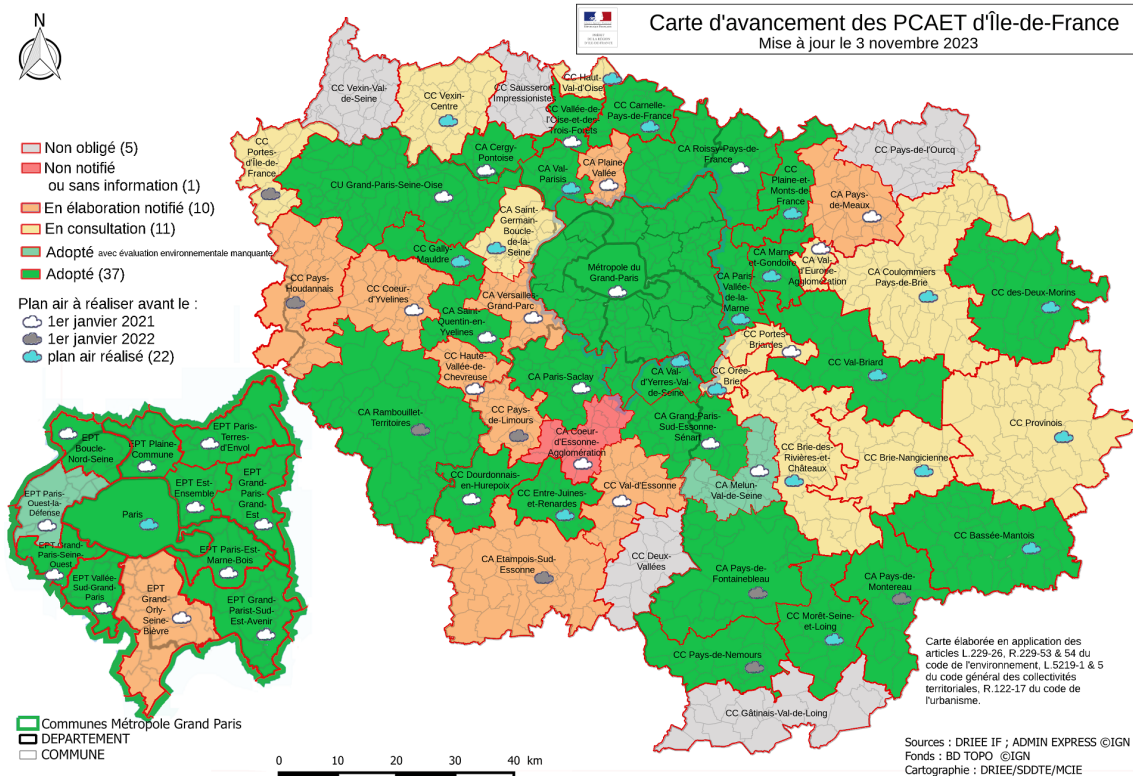 Carte d'avancement des PCAET d'Île-de-France
Mise à jour le 3 novembre 2023
N
Non obligé (5)
Non notifié
ou sans information (1)
En élaboration notifié (10)
En consultation (11)
Adopté avec évaluation environnementale manquante
Adopté (37)
Plan air à réaliser avant le :
1er janvier 2021
1er janvier 2022
plan air réalisé (22)
CC Vexin-Val-
de-Seine
CC Vexin-
Centre
CC Sausseron-
Impressionistes
CC Haut-
Val-d'Oise
CC Vallée-de-
l'Oise-et-des-
Trois-Forets
CC Carnelle-
Pays-de-France
CC
Portes-
d'Île-de-
France
CA Cergy-
Pontoise
CU Grand-Paris-Seine-Oise
CA Val-
Parisis
CA Plaine-
Vallée
CA Roissy-Pays-de-
France
CC
Plaine-et-
Monts-de-
France
CC Pays-de-l'Ourcq
CA Pays-
de-Meaux
CA Saint-
Germain-
Boucle-
de-la-
Seine
CC Gally-
Mauldre
CC Pays-
Houdannais
CC Coeur-
d'Yvelines
CA Versailles-
Grand-Parc
CA Saint-
Quentin-en-
Yvelines
Métropole du
Grand-Paris
CA Paris-
Vallée-
de-la-
Marne
CA Marne-
et-Gondoire
CA Val-
d'Europe-
Agglomération
CA Coulommiers
Pays-de-Brie
CC des-Deux-Morins
CC Portes-
Briardes
CC Orée-
Brie
CC Val-Briard
CC Haute-
Vallée-de-
Chevreuse
CA Paris-Saclay
CA Val-
d'Yerres-Val-
de-Seine
CA Rambouillet-
Territoires
CC Pays-
de-Limours
CA Coeur-
d'Essonne-
Agglomération
CA Grand-Paris-
Sud-Essonne-
Sénart
CC Provinois
CC Brie-des-
Rivières-et-
Châteaux
CC Brie-Nangicienne
CC Dourdonnais-
en-Hurepoix
CC Entre-Juines-
et-Renardes
CC Val-d'Essonne
CA Melun-
Val-de-Seine
CA Etampois-Sud-
Essonne
CC Deux-
Vallées
CA Pays-de-
Fontainebleau
CC Bassée-Mantois
CA Pays-de-
Montereau
CC Morêt-Seine-
et-Loing
CC Pays-de-Nemours
CC Gâtinais-Val-de-Loing
EPT
Boucle-
Nord-Seine
EPT Plaine-
Commune
EPT Paris-
Terres-
d'Envol
EPT Paris-
Ouest-la-
Défense
EPT Est-
Ensemble
EPT
Grand-
Paris-
Grand-
Est
Paris
EPT Grand-
Paris-Seine-
Ouest
EPT Paris-Est-
Marne-Bois
EPT Vallée-
Sud-Grand-
Paris
EPT
Grand-
Orly-
Seine-
Bièvre
EPT Grand-
Parist-Sud-
Est-Avenir
Communes Métropole Grand Paris
DEPARTEMENT
COMMUNE
0 10 20 30 40 km
Carte élaborée en application des
articles L.229-26, R.229-53 & 54 du
code de l'environnement, L.5219-1 & 5
du code général des collectivités
territoriales, R.122-17 du code de
l'urbanisme.
Sources : DRIEE IF ; ADMIN EXPRESS ©IGN
Fonds : BD TOPO ©IGN
Cartographie : DRIEE/SDDTE/MCIE